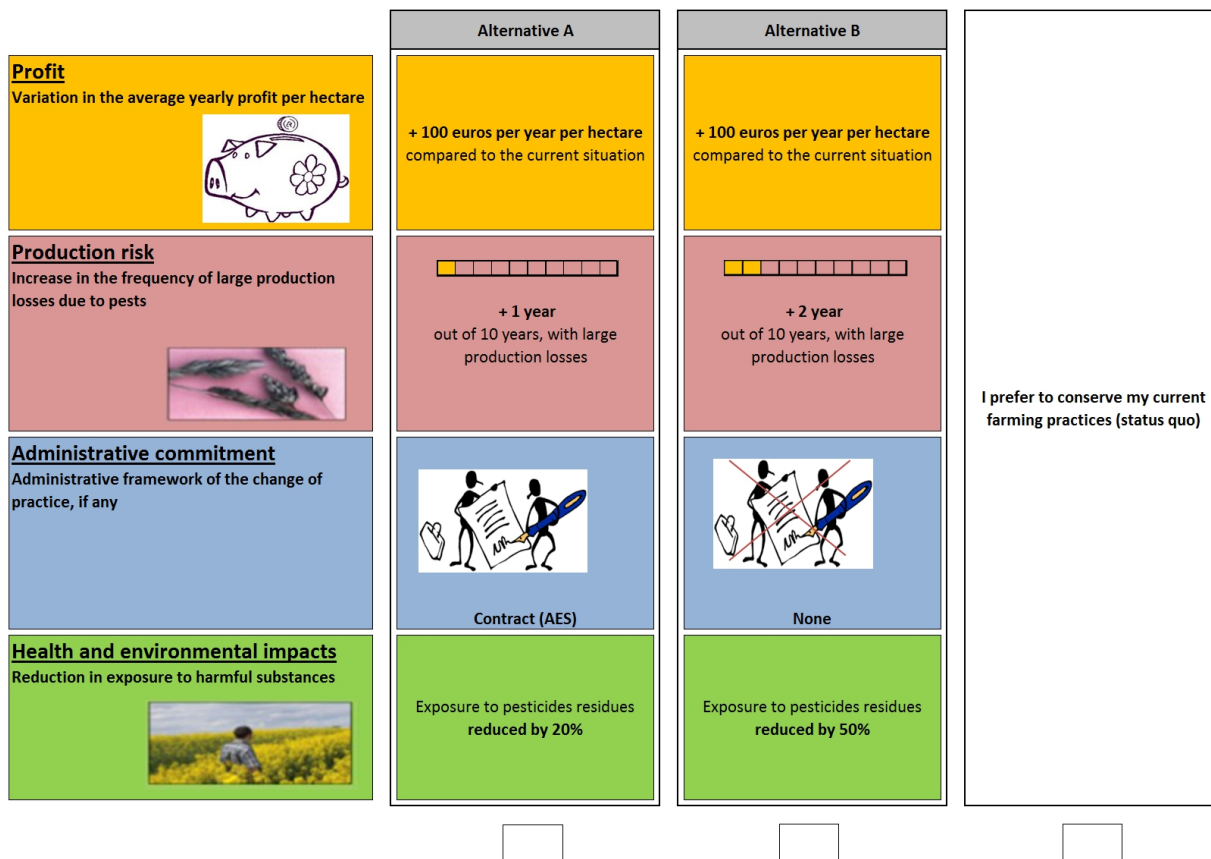 Alternative A
Alternative B
Profit
Variation in the average yearly profit per hectare
+ 100 euros per year per hectare
compared to the current situation
+ 100 euros per year per hectare
compared to the current situation
Production risk
Increase in the frequency of large production
losses due to pests
+ 1 year
out of 10 years, with large
production losses
+ 2 year
out of 10 years, with large
production losses
I prefer to conserve my current
farming practices (status quo)
Administrative commitment
Administrative framework of the change of
practice, if any
Contract (AES)
None
Health and environmental impacts
Reduction in exposure to harmful substances
Exposure to pesticides residues
reduced by 20%
Exposure to pesticides residues
reduced by 50%